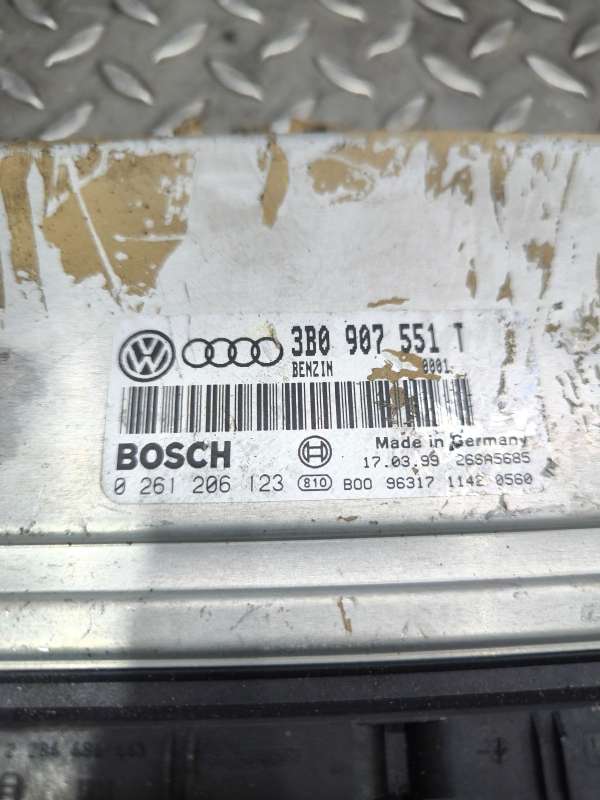 3B0 907 551 T
BENZIN 0001
BOSCH
Made in Germany
17.03.99 26SA5685
0 261 206 123 810 B00 96317 1142 0560